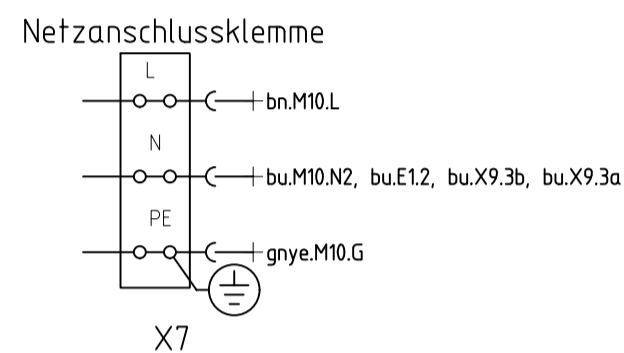 Netzanschlussklemme
L
bn.M10.L
N
bu.M10.N2, bu.E1.2, bu.X9.3b, bu.X9.3a
PE
gnye.M10.G
X7